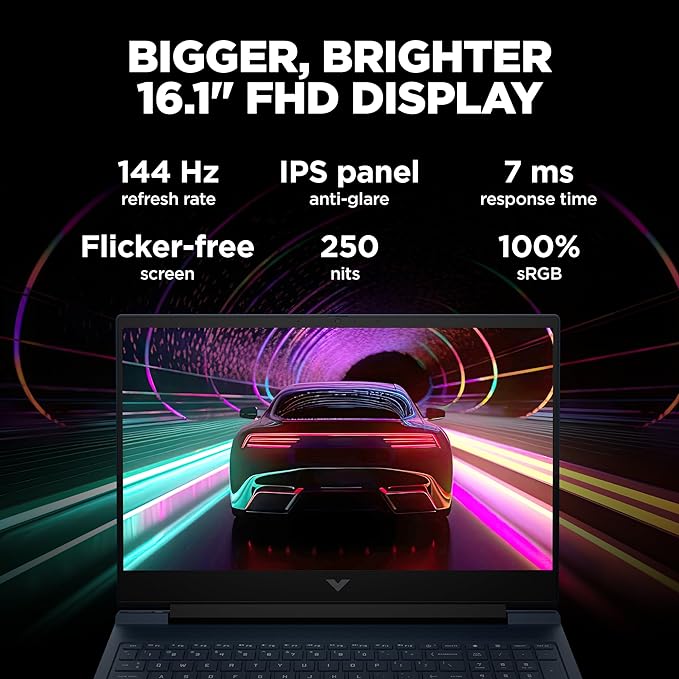 BIGGER, BRIGHTER
16.1" FHD DISPLAY
144 Hz
refresh rate
IPS panel
anti-glare
7 ms
response time
Flicker-free
screen
250
nits
100%
sRGB